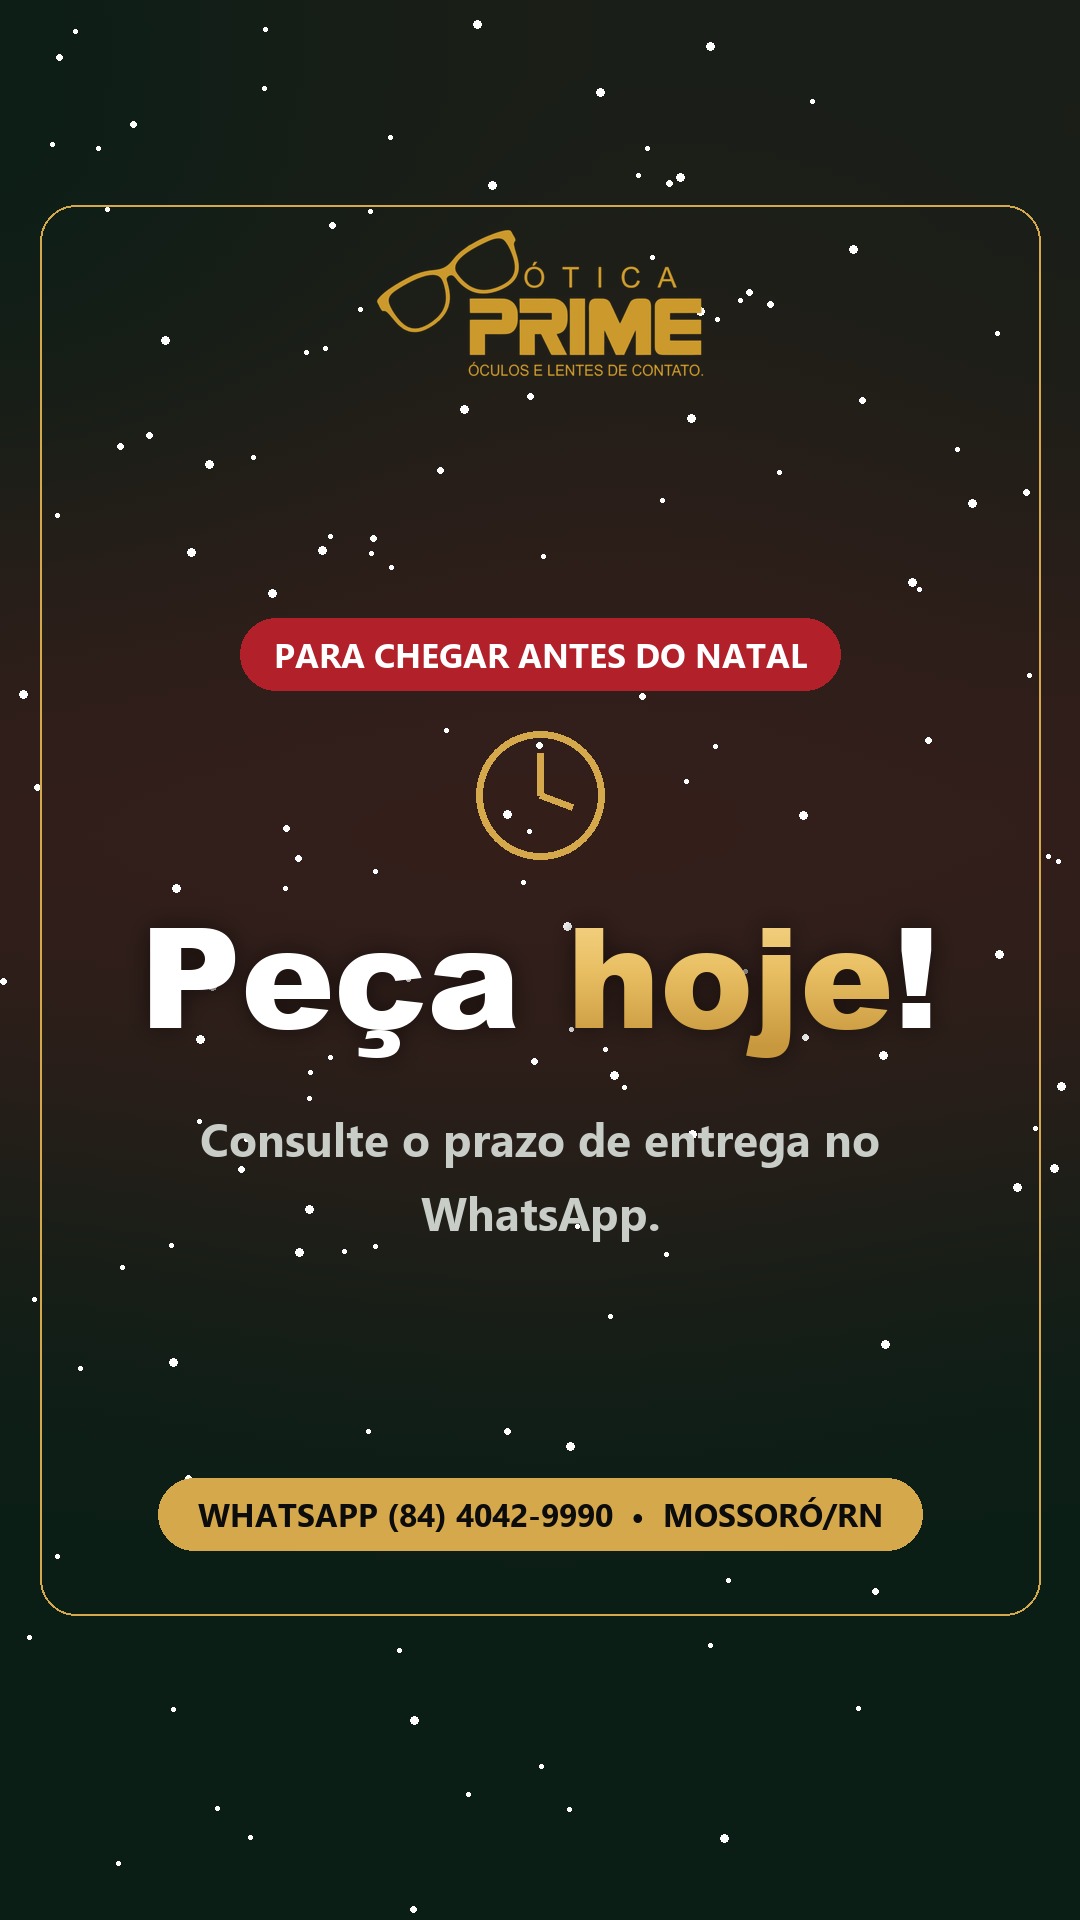 ÓTICA
PRIME
ÓCULOS E LENTES DE CONTATO.
PARA CHEGAR ANTES DO NATAL
Peça hoje!
Consulte o prazo de entrega no
WhatsApp.
WHATSAPP (84) 4042-9990 • MOSSORÓ/RN